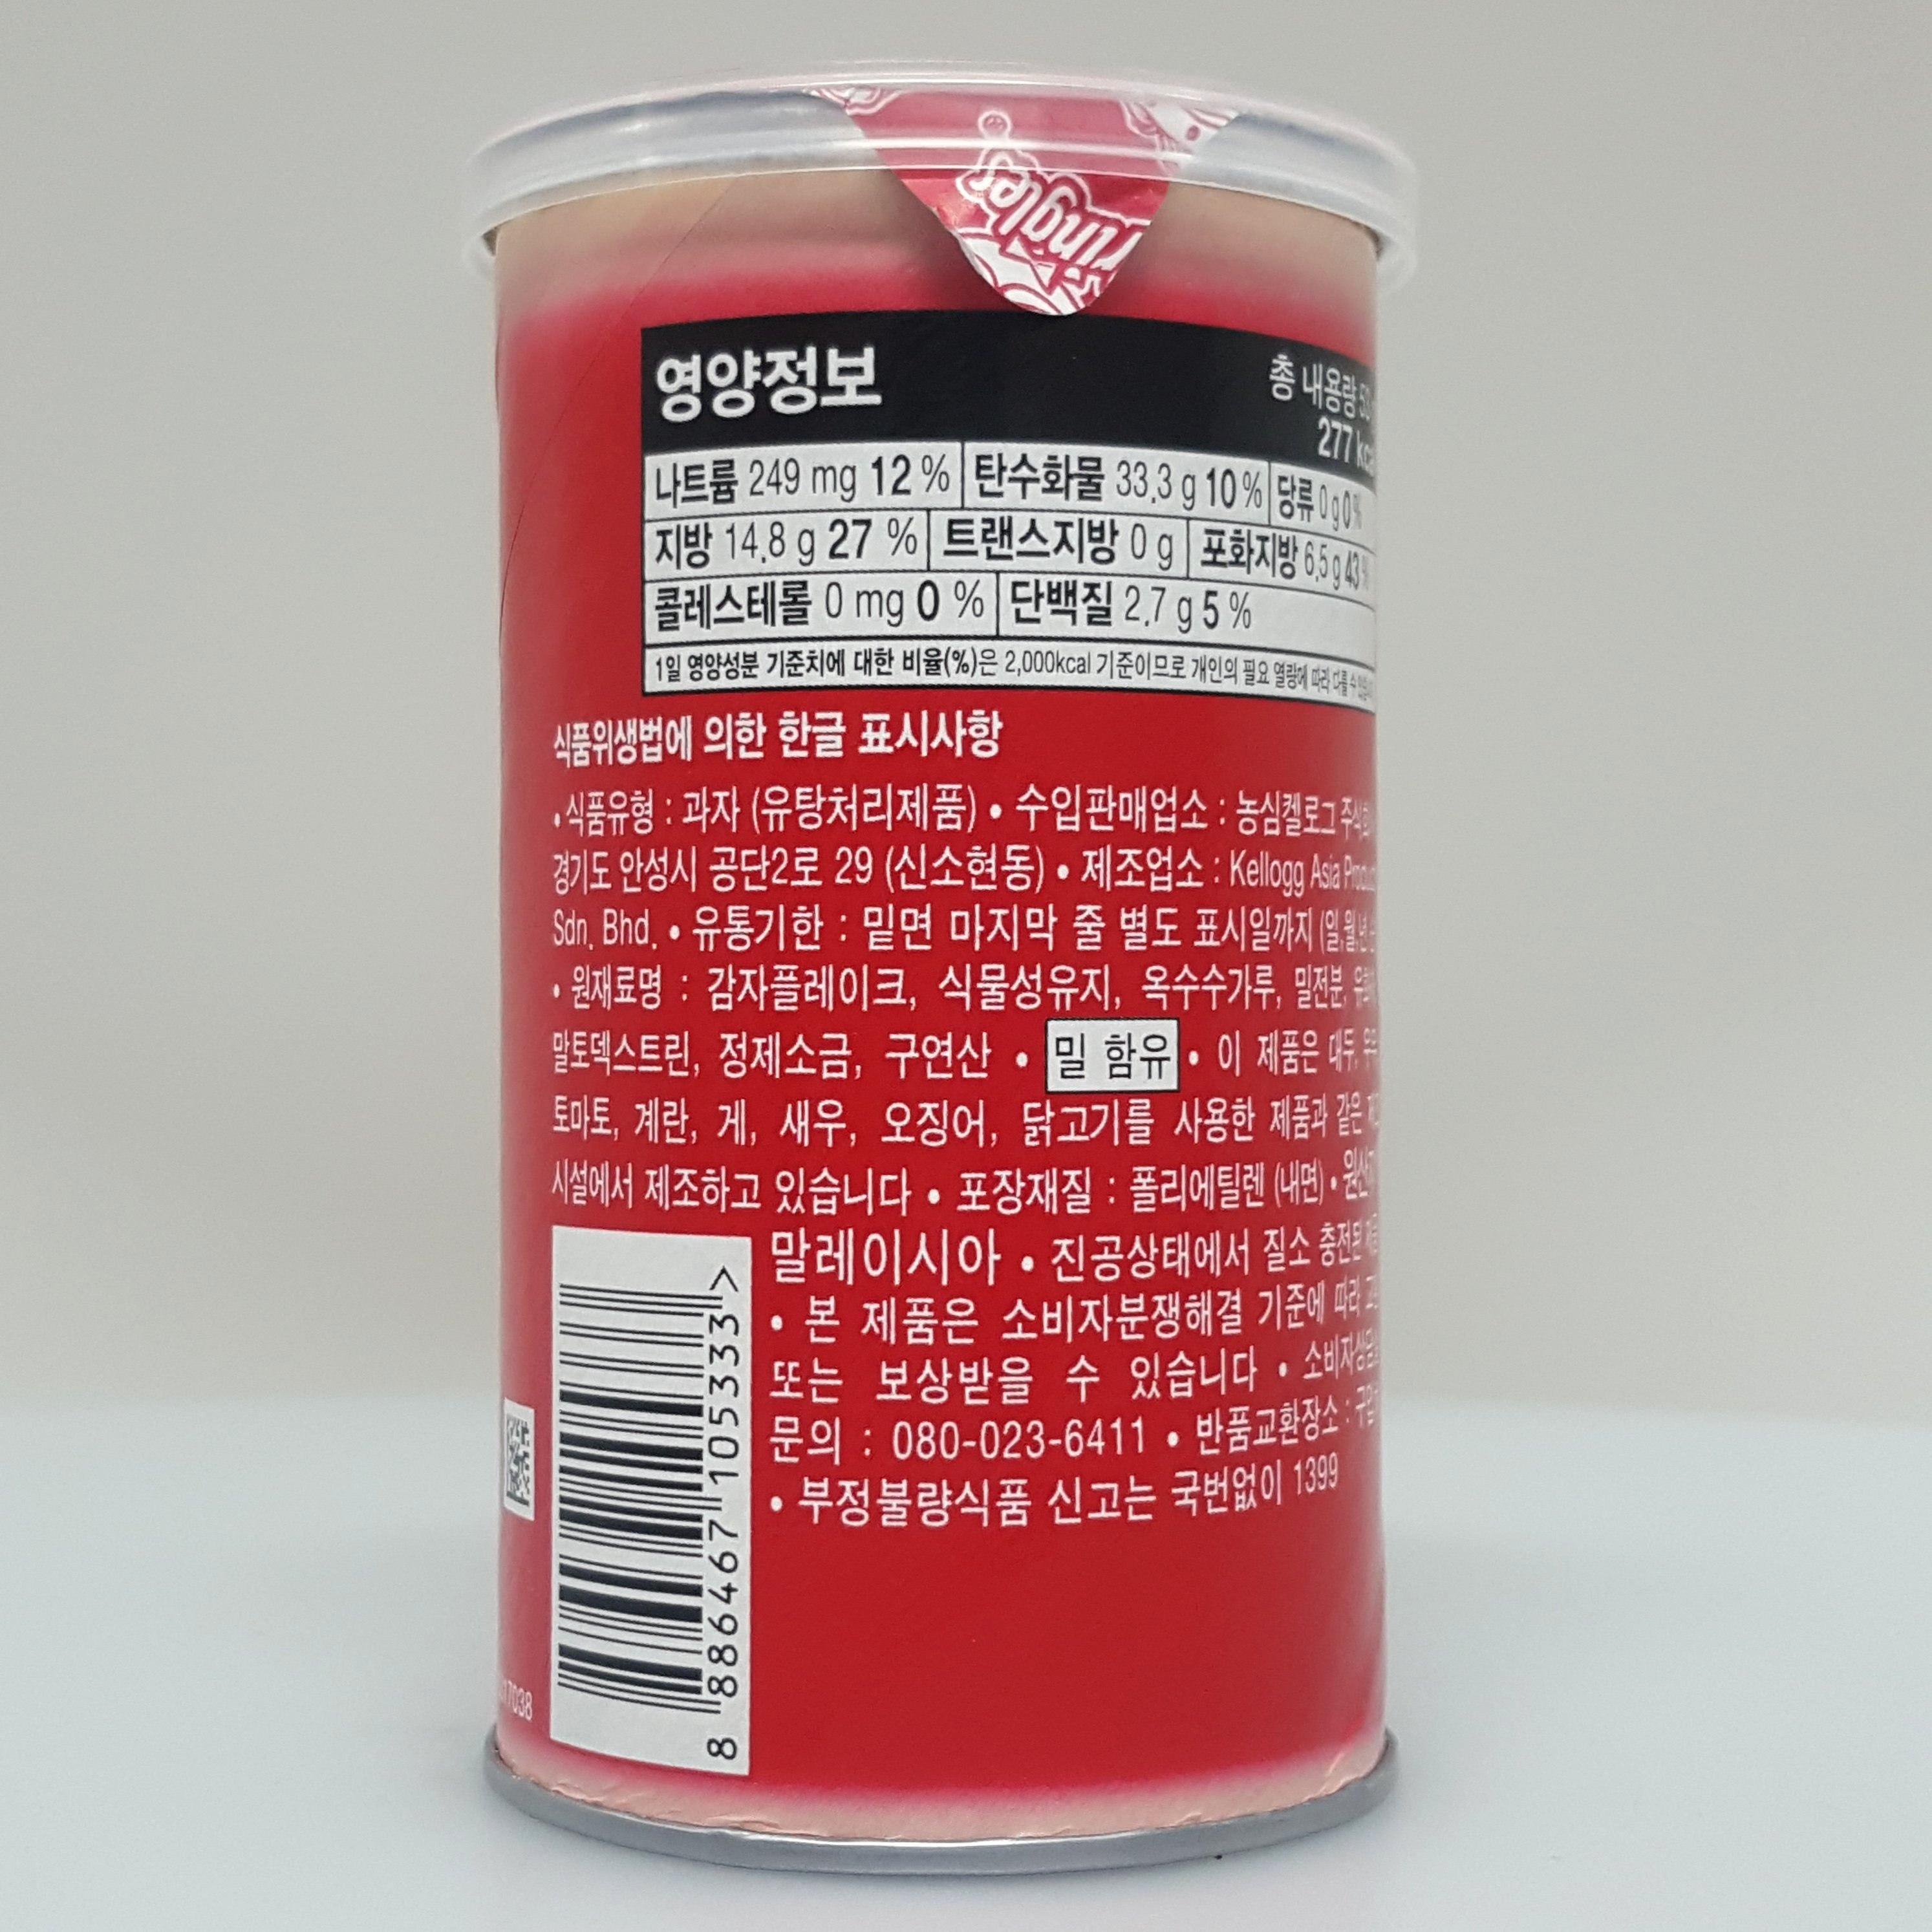 ringles
영양정보
총 내용량
277 kcal
나트륨 249 mg 12 % 탄수화물 33.3 g 10 % 당류 0 g 0%
지방 14.8 g 27 % 트랜스지방 0 g 포화지방 6.5 g 43 %
콜레스테롤 0 mg 0 % 단백질 2.7 g 5 %
1일 영양성분 기준치에 대한 비율(%)은 2,000kcal 기준이므로 개인의 필요 열량에 따라 다를 수
식품위생법에 의한 한글 표시사항
• 식품유형 : 과자 (유탕처리제품) • 수입판매업소 : 농심켈로그
경기도 안성시 공단2로 29 (신소현동) • 제조업소 : Kellogg Asia
Sdn. Bhd. • 유통기한 : 밑면 마지막 줄 별도 표시일까지 (일,월,년
• 원재료명 : 감자플레이크, 식물성유지, 옥수수가루, 밀전분,
말토덱스트린, 정제소금, 구연산 • 밀 함유 • 이 제품은 대두,
토마토, 계란, 게, 새우, 오징어, 닭고기를 사용한 제품과 같은
시설에서 제조하고 있습니다 • 포장재질 : 폴리에틸렌 (내면) •
말레이시아 • 진공상태에서 질소 충전된
• 본 제품은 소비자분쟁해결 기준에 따라
또는 보상받을 수 있습니다 •
문의 : 080-023-6411 • 반품교환장소 :
• 부정불량식품 신고는 국번없이 1399
8 886467 105333 >
7038